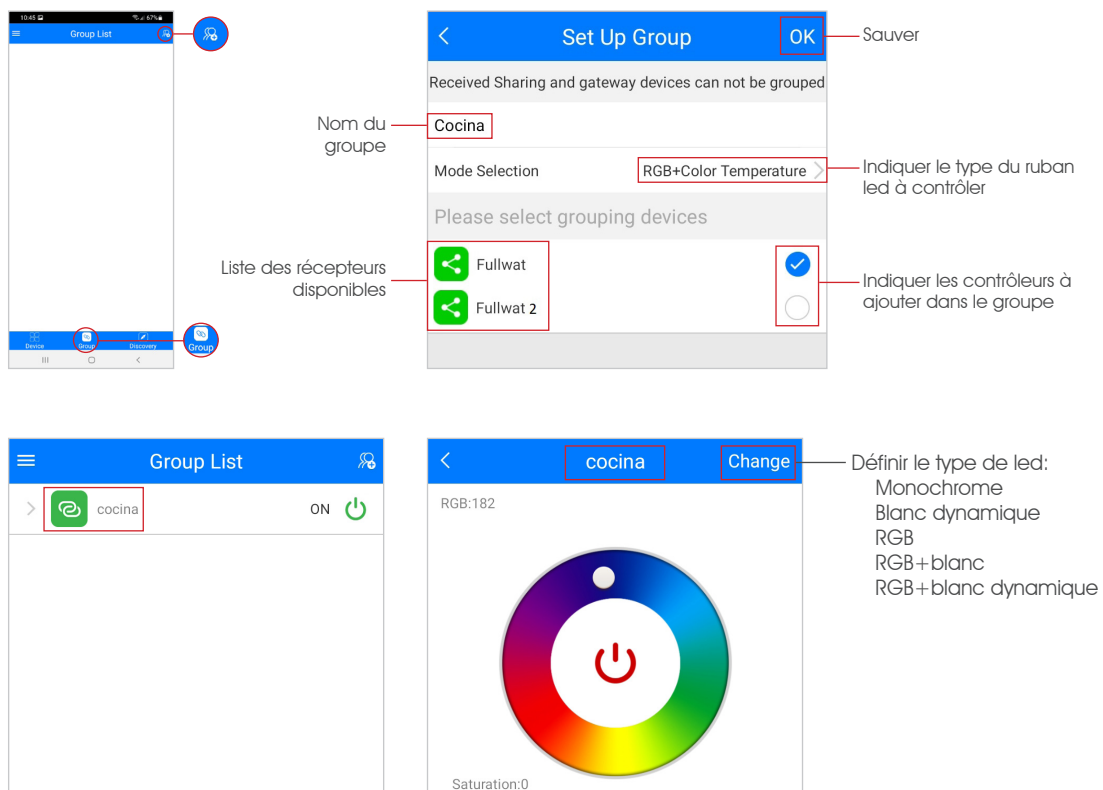 10:45 67%
Group List
Device Group Discovery
Group
Set Up Group OK
Sauver
Received Sharing and gateway devices can not be grouped
Nom du
groupe
Cocina
Mode Selection RGB+Color Temperature
Indiquer le type du ruban
led à contrôler
Please select grouping devices
Liste des récepteurs
disponibles
Fullwat
Fullwat 2
Indiquer les contrôleurs à
ajouter dans le groupe
Group List
cocina ON
cocina Change
Définir le type de led:
Monochrome
Blanc dynamique
RGB
RGB+blanc
RGB+blanc dynamique
RGB:182
Saturation:0